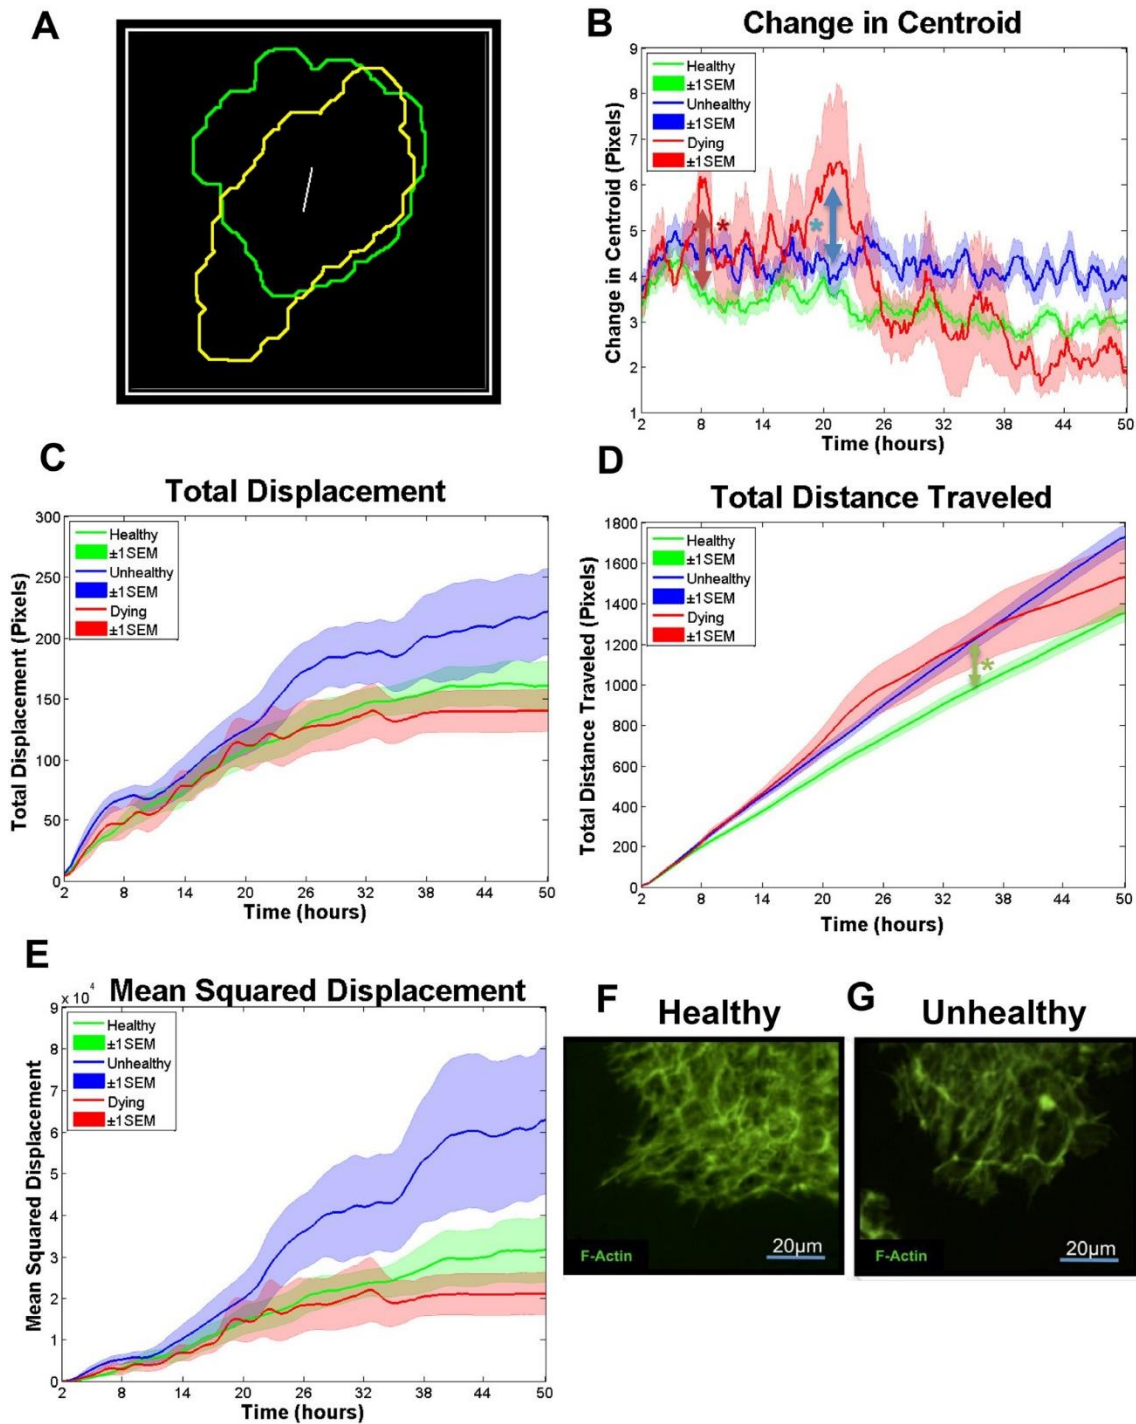 A
B
Change in Centroid
Change in Centroid (Pixels)
9
8
7
6
5
4
3
2
1
Healthy
±1SEM
Unhealthy
±1SEM
Dying
±1SEM
*
*
2 8 14 20 26 32 38 44 50
Time (hours)
C
Total Displacement
Total Displacement (Pixels)
300
250
200
150
100
50
0
Healthy
±1SEM
Unhealthy
±1SEM
Dying
±1SEM
2 8 14 20 26 32 38 44 50
Time (hours)
D
Total Distance Traveled
Total Distance Traveled (Pixels)
1800
1600
1400
1200
1000
800
600
400
200
0
Healthy
±1SEM
Unhealthy
±1SEM
Dying
±1SEM
*
2 8 14 20 26 32 38 44 50
Time (hours)
E
Mean Squared Displacement
Mean Squared Displacement
x 10⁴
9
8
7
6
5
4
3
2
1
0
Healthy
±1SEM
Unhealthy
±1SEM
Dying
±1SEM
2 8 14 20 26 32 38 44 50
Time (hours)
F Healthy
F-Actin
20µm
G Unhealthy
F-Actin
20µm